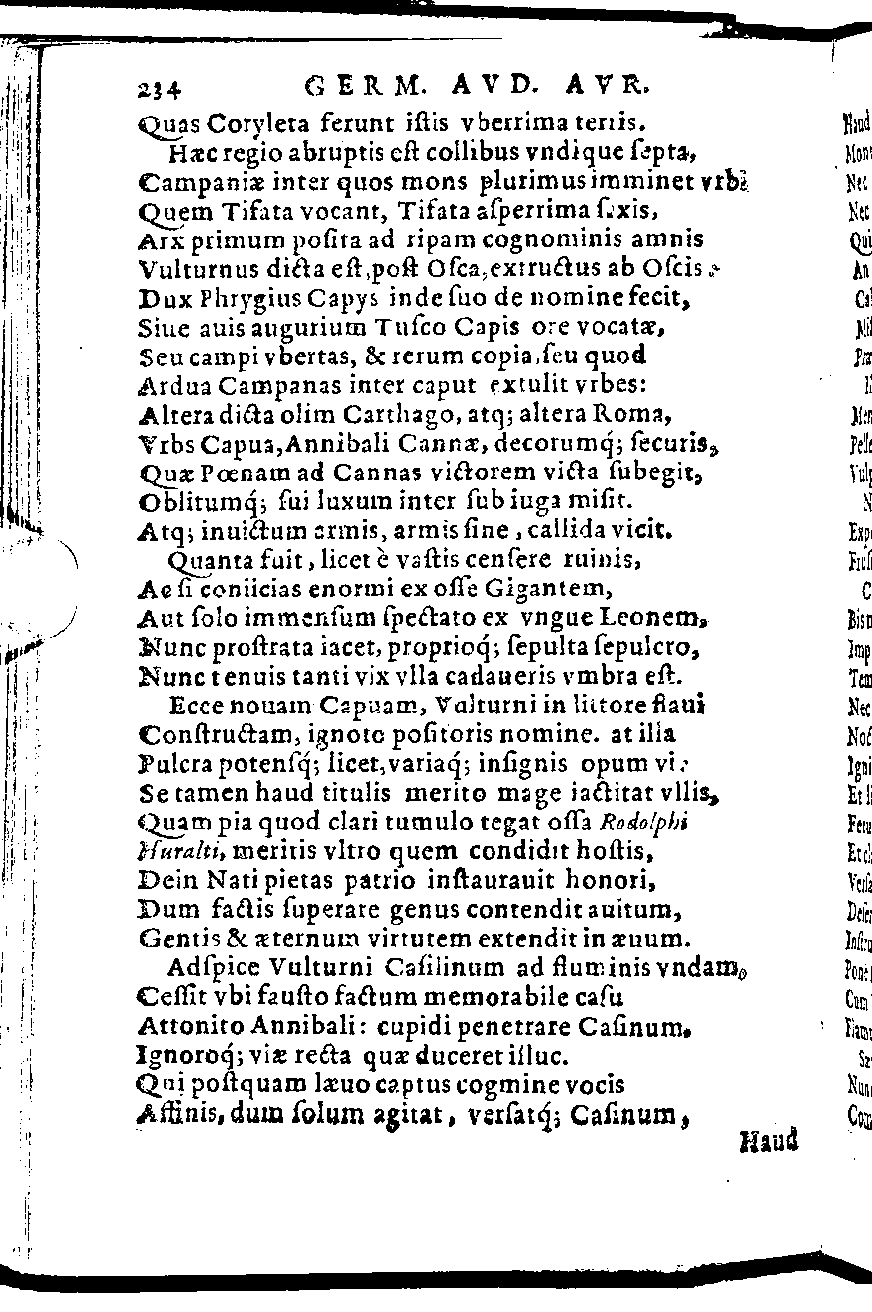 234 GERM. AVD. AVR.
Quas Coryleta ferunt iſtis vberrima terris.
Hæc regio abruptis eſt collibus vndique ſepta,
Campaniæ inter quos mons plurimus imminet vrbi
Quem Tifata vocant, Tifata aſperrima ſaxis,
Arx primum poſita ad ripam cognominis amnis
Vulturnus dicta eſt, poſt Oſca, extructus ab Oſcis
Dux Phrygius Capys inde ſuo de nomine fecit,
Siue auis augurium Tuſco Capis ore vocatæ,
Seu campi vbertas, & rerum copia, ſeu quod
Ardua Campanas inter caput extulit vrbes:
Altera dicta olim Carthago, atq; altera Roma,
Vrbs Capua, Annibali Cannæ, decorumq́; ſecuris,
Quæ Pœnam ad Cannas victorem victa ſubegit,
Oblitumq́; ſui luxum inter ſub iuga miſit.
Atq; inuictum armis, armis ſine, callida vicit.
Quanta fuit, licet è vaſtis cenſere ruinis,
Ac ſi coniicias enormi ex oſſe Gigantem,
Aut ſolo immenſum ſpectato ex vngue Leonem,
Nunc proſtrata iacet, proprioq́; ſepulta ſepulcro,
Nunc tenuis tanti vix vlla cadaueris vmbra eſt.
Ecce nouam Capuam, Vulturni in littore flaui
Conſtructam, ignoto poſitoris nomine. at illa
Pulcra potenſq́; licet, variaq́; inſignis opum vi
Se tamen haud titulis merito mage iactitat vllis,
Quam pia quod clari tumulo tegat oſſa Rodolphi
Huralti, meritis vltro quem condidit hoſtis,
Dein Nati pietas patrio inſtaurauit honori,
Dum factis ſuperare genus contendit auitum,
Gentis & æternum virtutem extendit in æuum.
Adſpice Vulturni Caſilinum ad fluminis vndam,
Ceſſit vbi fauſto factum memorabile caſu
Attonito Annibali: cupidi penetrare Caſinum,
Ignoroq́; viæ recta quæ duceret illuc.
Qui poſtquam læuo captus cogmine vocis
Affinis, dum ſolum agitat, verſatq́; Caſinum,
Haud